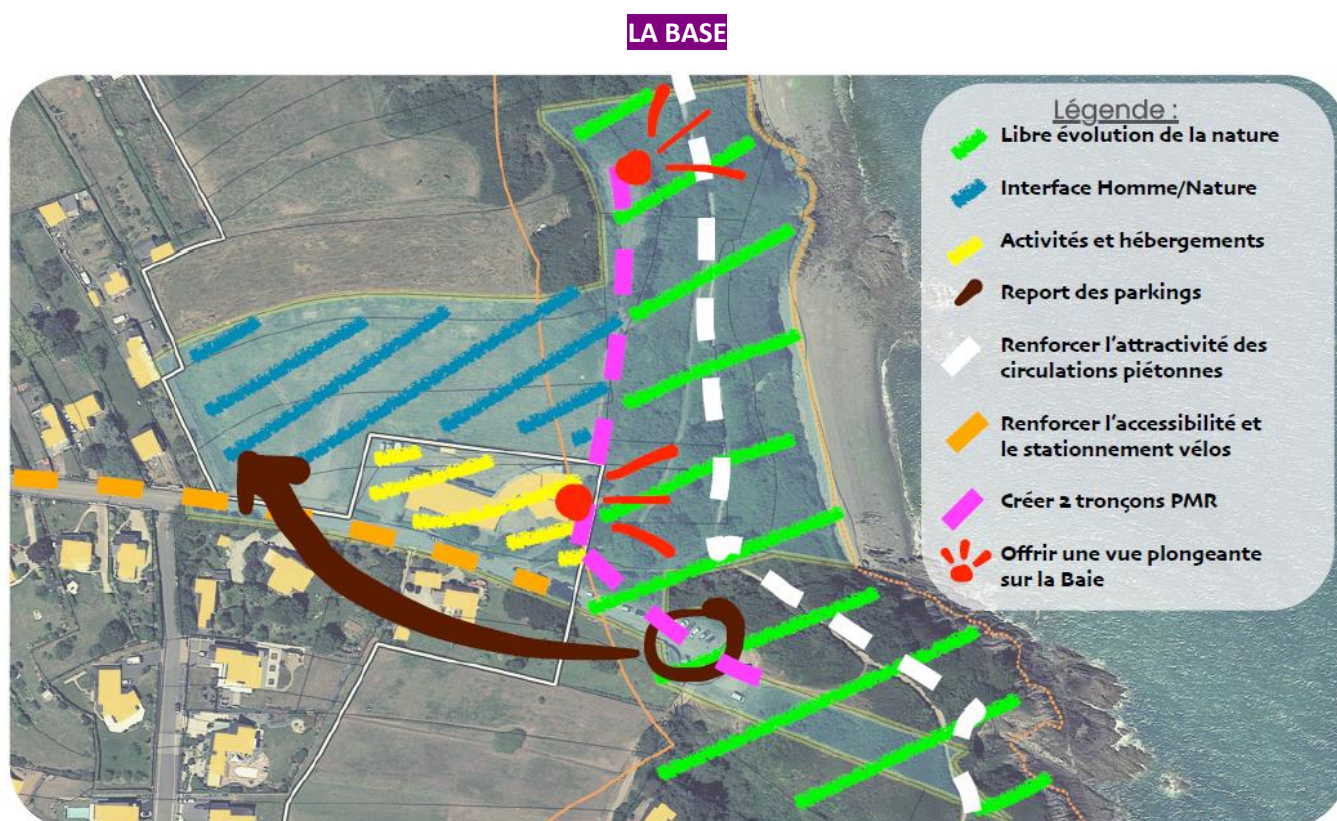 LA BASE
Légende :
Libre évolution de la nature
Interface Homme/Nature
Activités et hébergements
Report des parkings
Renforcer l'attractivité des
circulations piétonnes
Renforcer l'accessibilité et
le stationnement vélos
Créer 2 tronçons PMR
Offrir une vue plongeante
sur la Baie